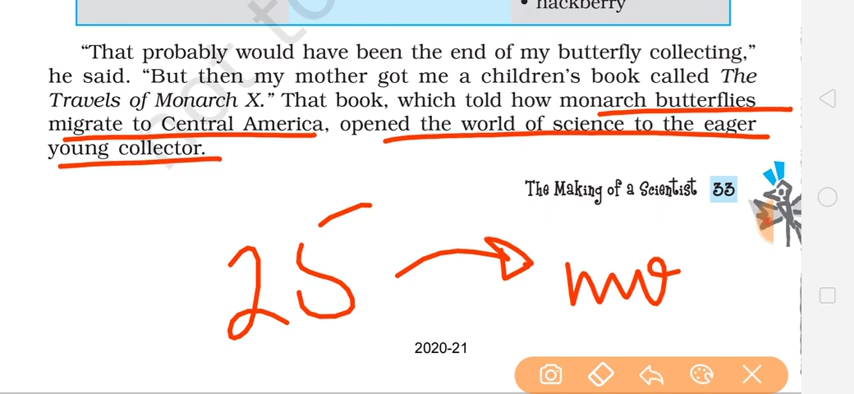 • hackberry
“That probably would have been the end of my butterfly collecting,”
he said. “But then my mother got me a children’s book called The
Travels of Monarch X.” That book, which told how monarch butterflies
migrate to Central America, opened the world of science to the eager
young collector.
The Making of a Scientist 33
25
2020-21